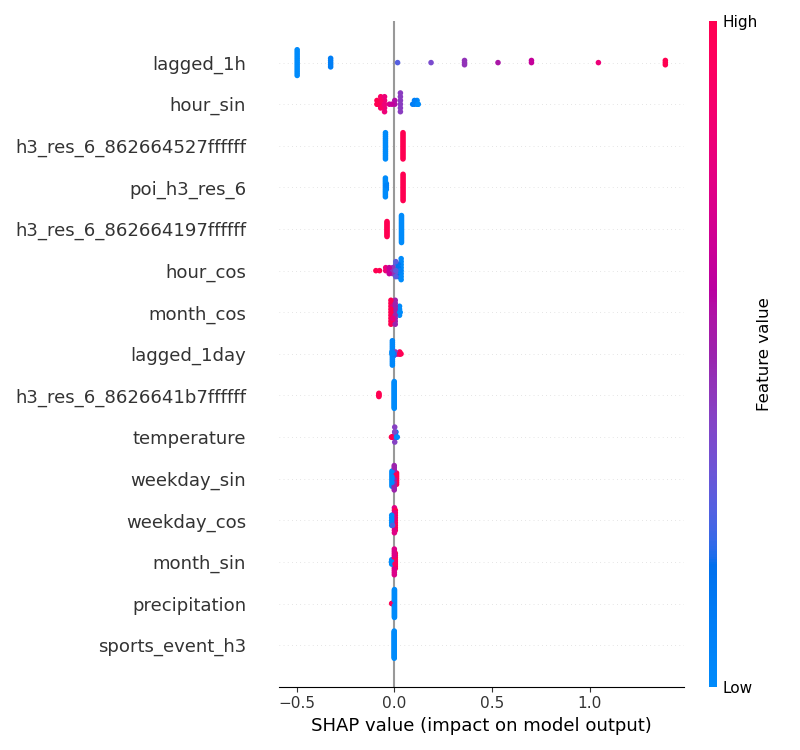 High
lagged_1h
hour_sin
h3_res_6_862664527ffffff
poi_h3_res_6
h3_res_6_862664197ffffff
hour_cos
month_cos
lagged_1day
h3_res_6_8626641b7ffffff
temperature
weekday_sin
weekday_cos
month_sin
precipitation
sports_event_h3
Feature value
Low
−0.5 0.0 0.5 1.0
SHAP value (impact on model output)